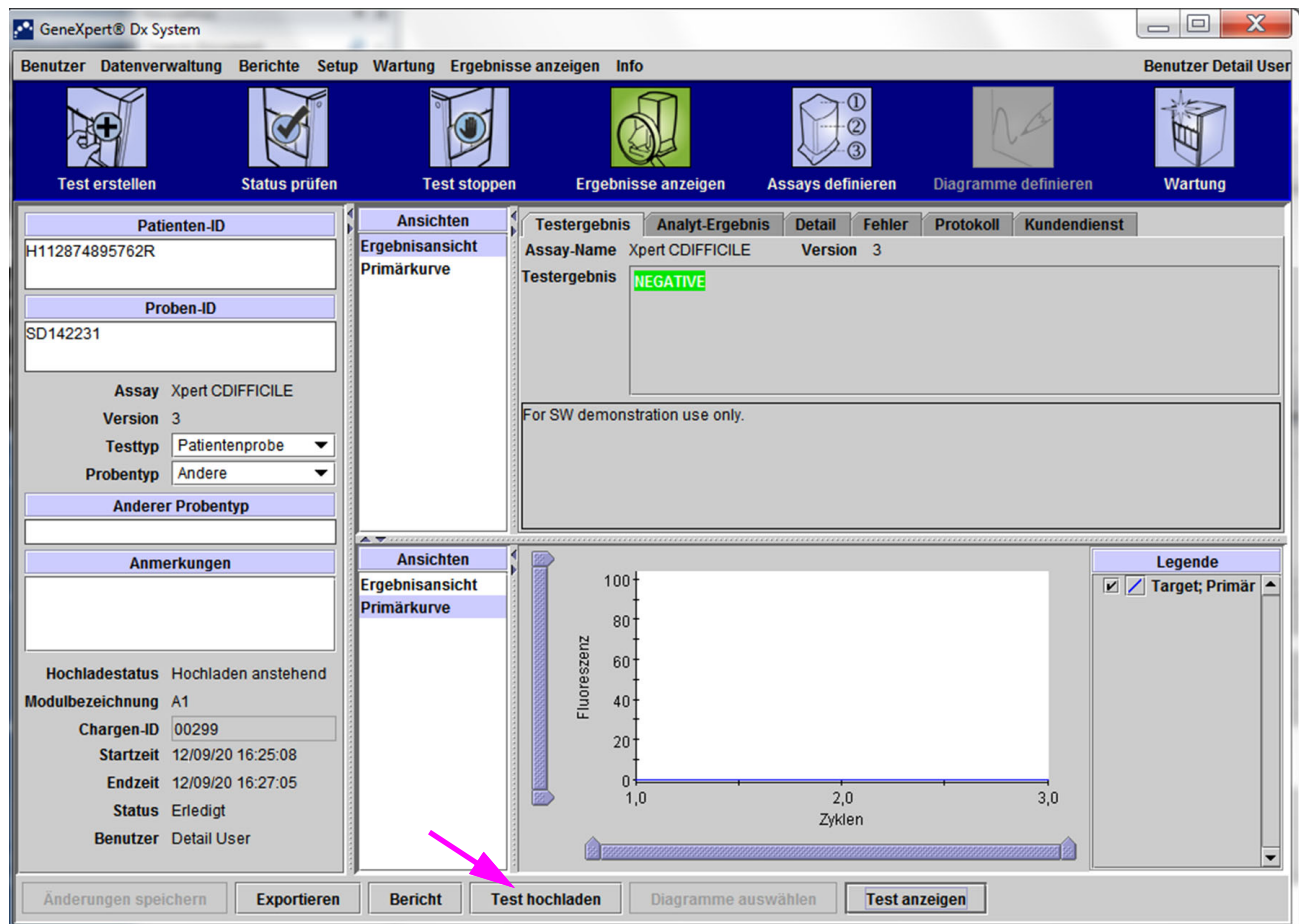 GeneXpert® Dx System
Benutzer Datenverwaltung Berichte Setup Wartung Ergebnisse anzeigen Info Benutzer Detail User
Test erstellen Status prüfen Test stoppen Ergebnisse anzeigen Assays definieren Diagramme definieren Wartung
Patienten-ID
H112874895762R
Proben-ID
SD142231
Assay Xpert CDIFFICILE
Version 3
Testtyp Patientenprobe
Probentyp Andere
Anderer Probentyp
Anmerkungen
Hochladestatus Hochladen anstehend
Modulbezeichnung A1
Chargen-ID 00299
Startzeit 12/09/20 16:25:08
Endzeit 12/09/20 16:27:05
Status Erledigt
Benutzer Detail User
Ansichten
Ergebnisansicht
Primärkurve
Testergebnis Analyt-Ergebnis Detail Fehler Protokoll Kundendienst
Assay-Name Xpert CDIFFICILE Version 3
Testergebnis NEGATIVE
For SW demonstration use only.
Ansichten
Ergebnisansicht
Primärkurve
Fluoreszenz
100
80
60
40
20
0
1,0 2,0 3,0
Zyklen
Legende
Target; Primär
Änderungen speichern Exportieren Bericht Test hochladen Diagramme auswählen Test anzeigen